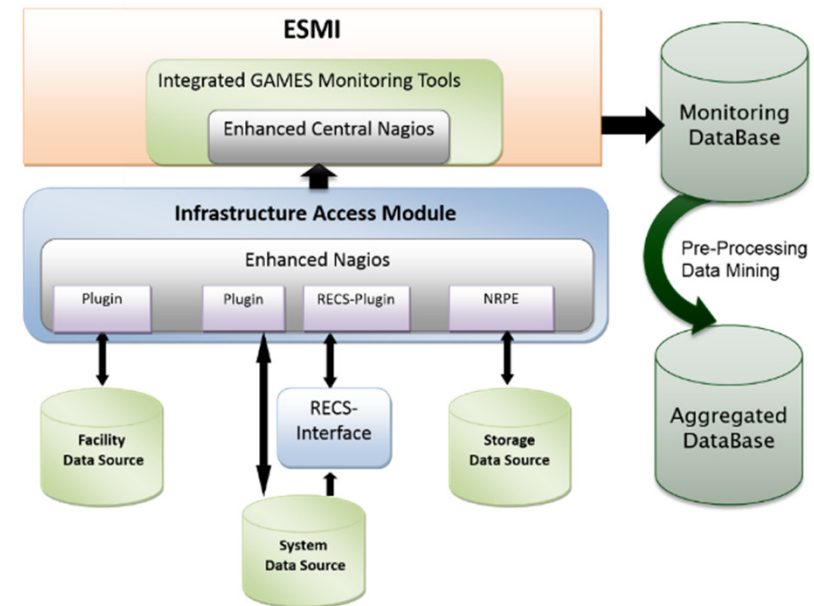 ESMI
Integrated GAMES Monitoring Tools
Enhanced Central Nagios
Monitoring
DataBase
Infrastructure Access Module
Enhanced Nagios
Plugin
Plugin
RECS-Plugin
NRPE
Pre-Processing
Data Mining
Facility
Data Source
RECS-
Interface
Storage
Data Source
Aggregated
DataBase
System
Data Source